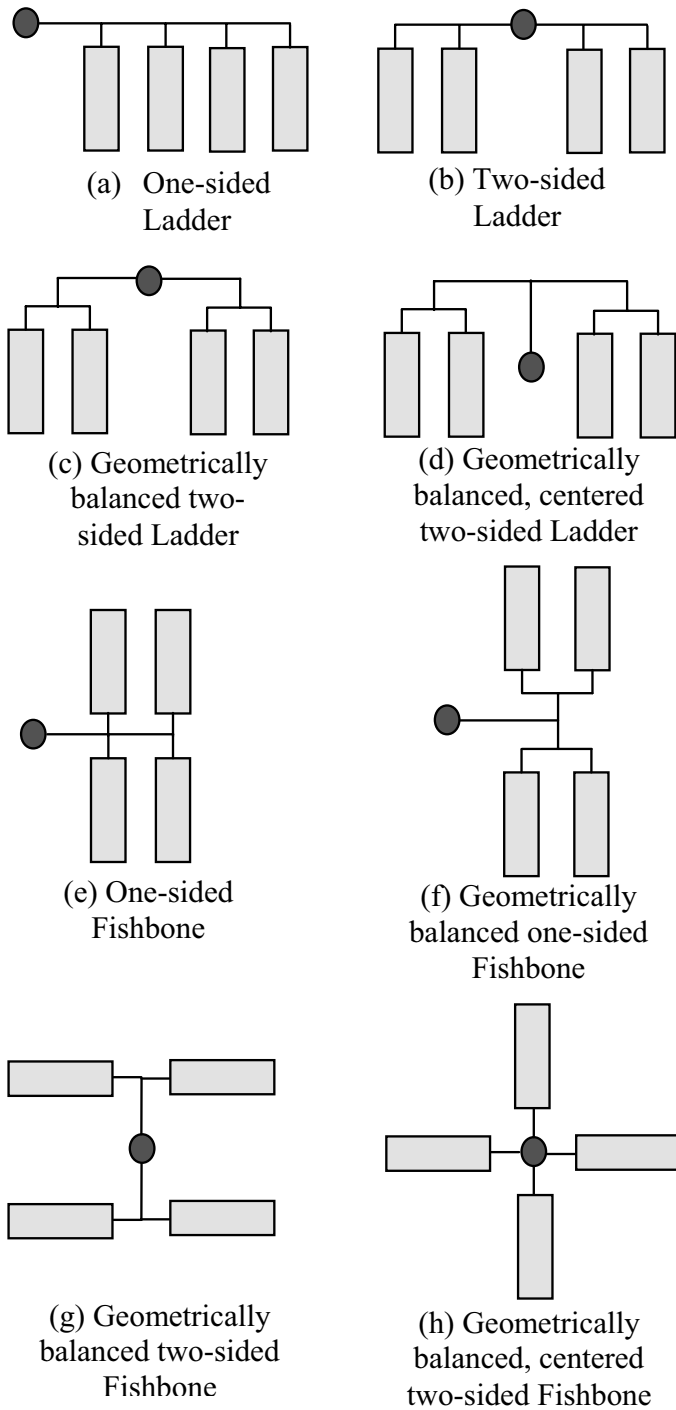 (a) One-sided
Ladder
(b) Two-sided
Ladder
(c) Geometrically
balanced two-
sided Ladder
(d) Geometrically
balanced, centered
two-sided Ladder
(e) One-sided
Fishbone
(f) Geometrically
balanced one-sided
Fishbone
(g) Geometrically
balanced two-sided
Fishbone
(h) Geometrically
balanced, centered
two-sided Fishbone